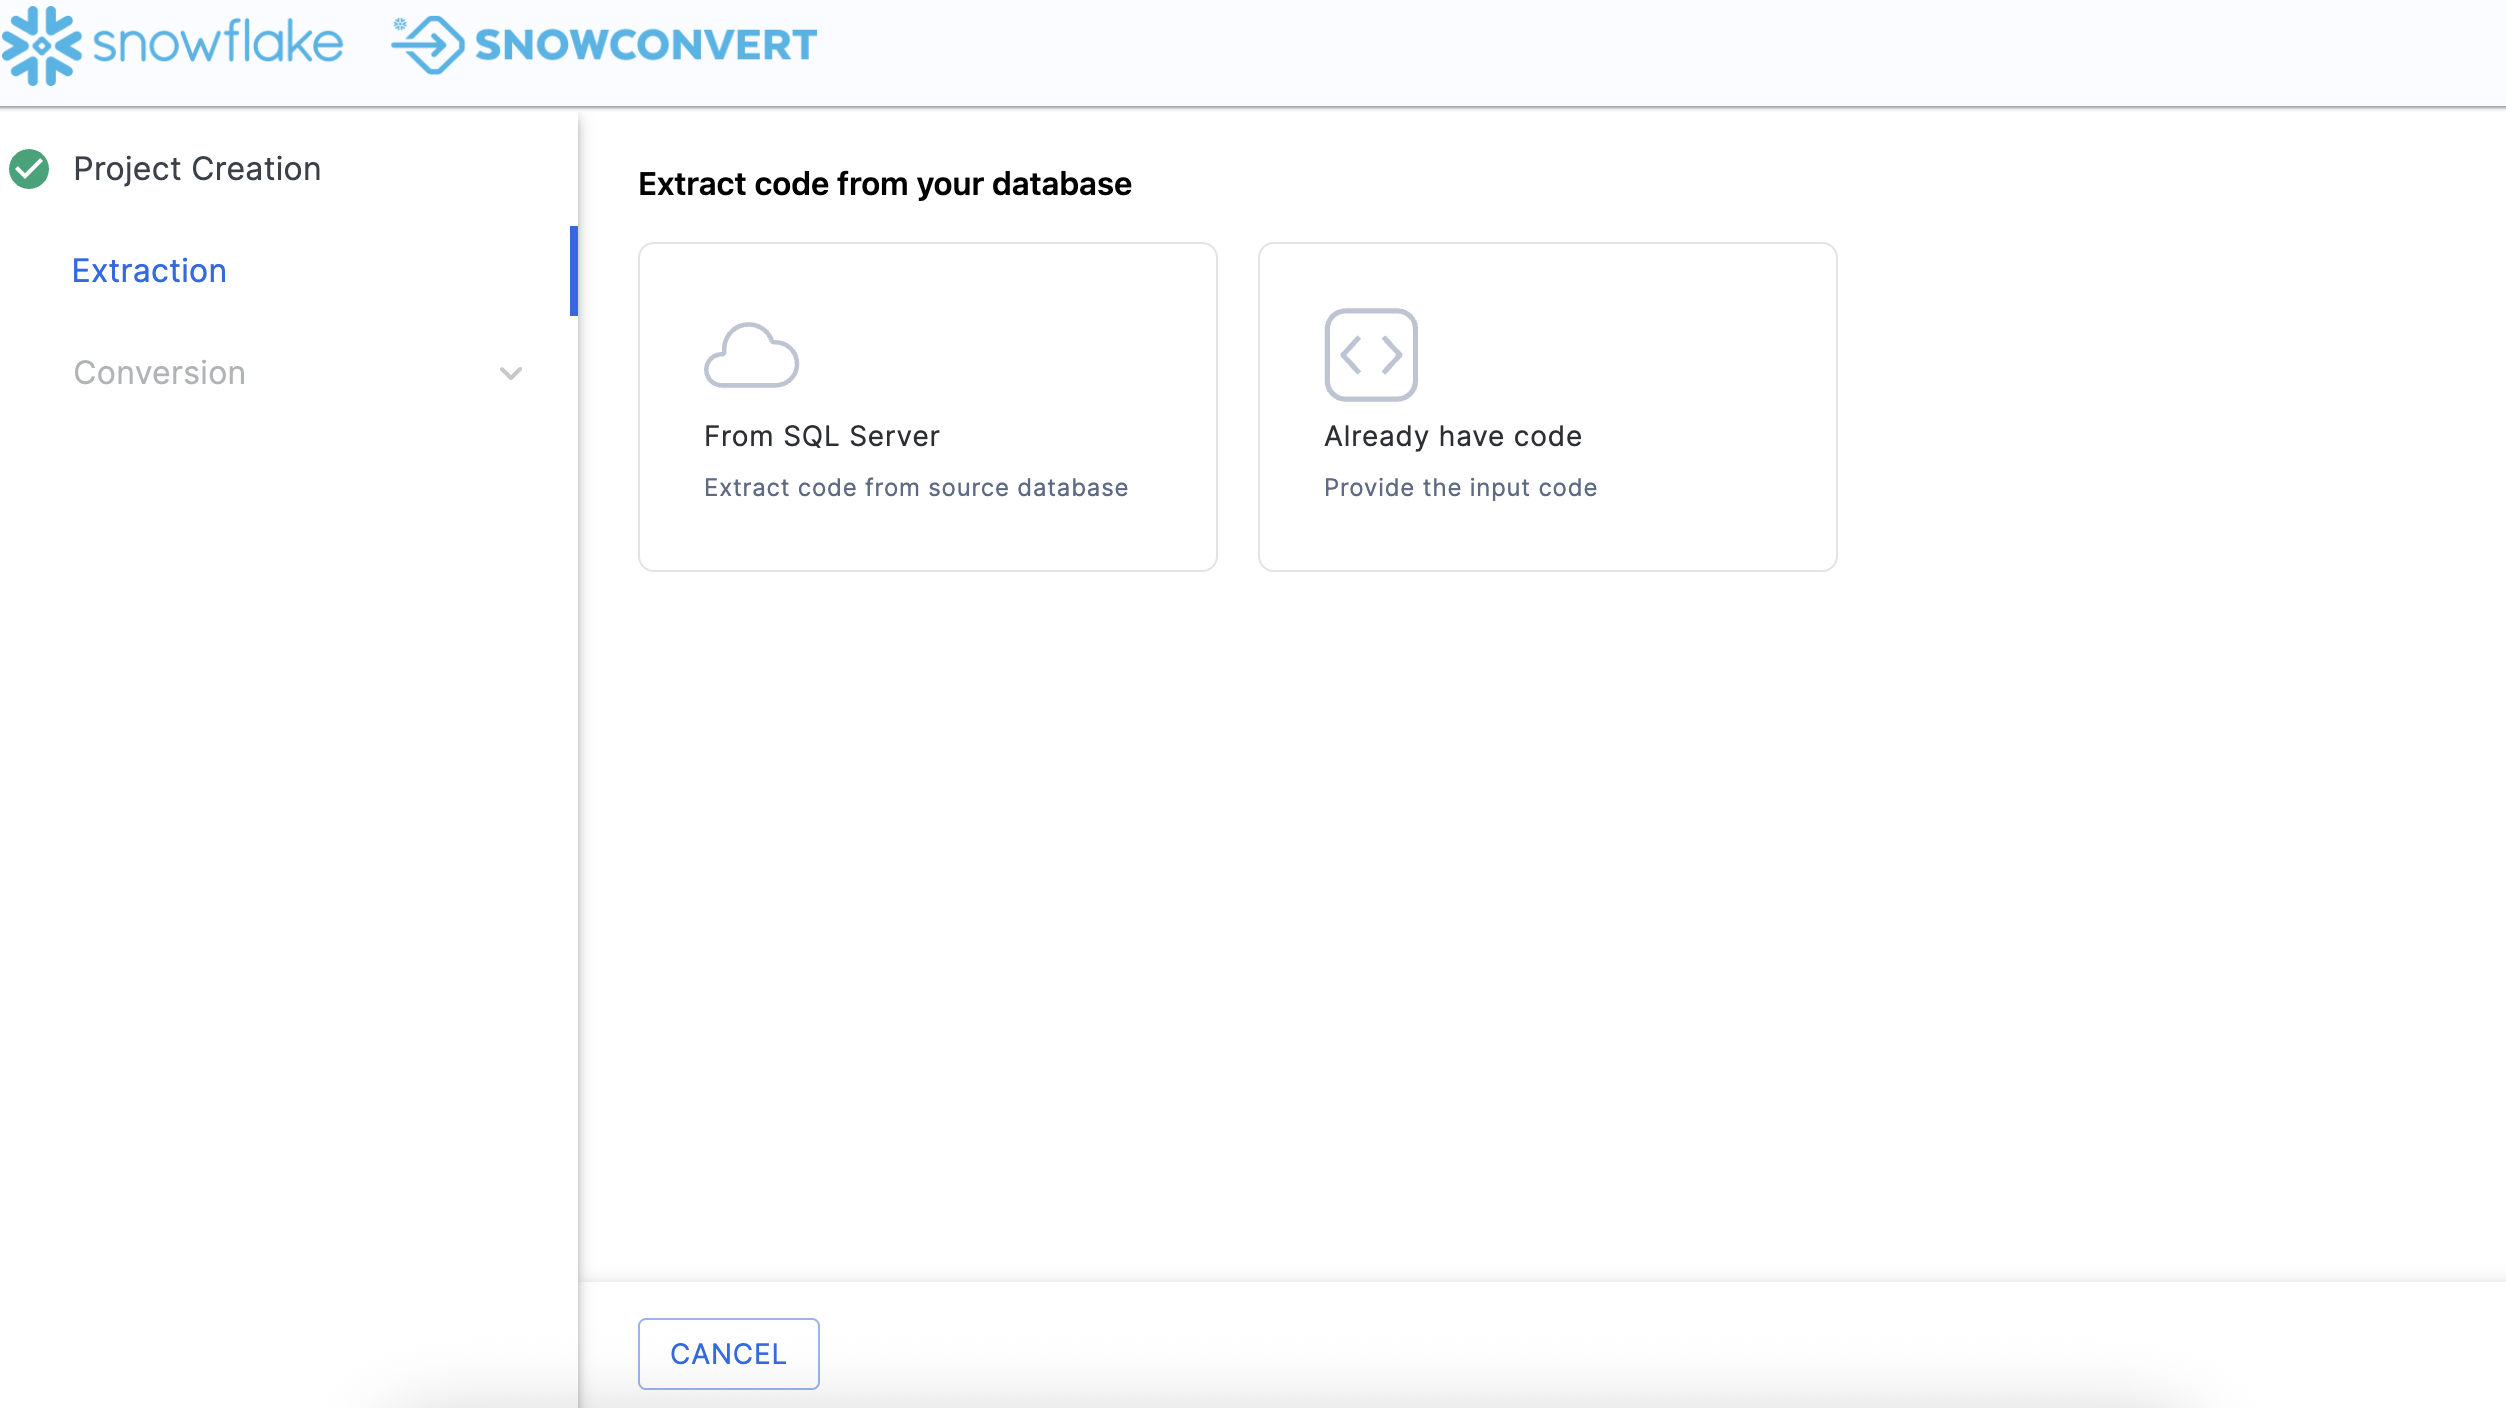 snowflake SNOWCONVERT
Project Creation
Extraction
Conversion
Extract code from your database
From SQL Server
Extract code from source database
Already have code
Provide the input code
CANCEL